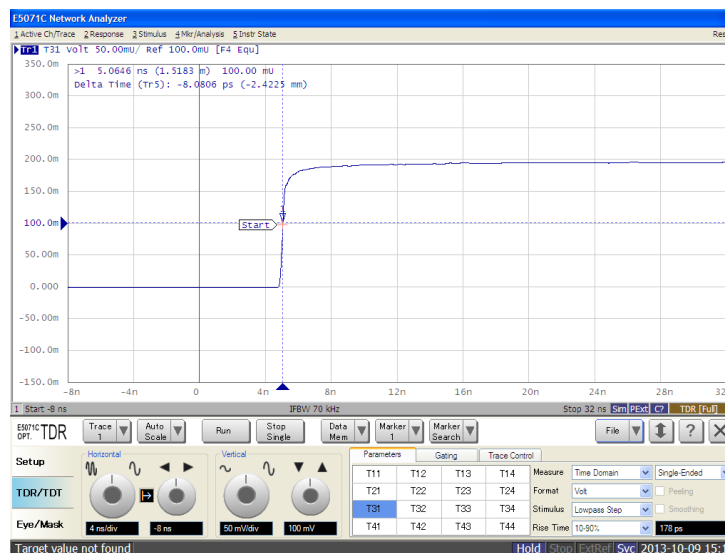 E5071C Network Analyzer
1 Active Ch/Trace 2 Response 3 Stimulus 4 Mkr/Analysis 5 Instr State
Tr1 T31 Volt 50.00mU/ Ref 100.0mU [F4 Equ]
350.0m
>1 5.0646 ns (1.5183 m) 100.00 mU
Delta Time (Tr5): -8.0806 ps (-2.4225 mm)
300.0m
250.0m
200.0m
150.0m
1
Start
100.0m
50.00m
0.000
-50.00m
-100.0m
-150.0m
-8n -4n 0 4n 8n 12n 16n 20n 24n 28n
1 Start -8 ns IFBW 70 kHz Stop 32 ns Sim PExt C? TDR [Full]
E5071C OPT. TDR
Trace 1 Auto Scale Run Stop Single Data Mem Marker 1 Marker Search File ? X
Setup
TDR/TDT
Eye/Mask
Horizontal
4 ns/div -8 ns
Vertical
50 mV/div 100 mV
Parameters Gating Trace Control
T11 T12 T13 T14
T21 T22 T23 T24
T31 T32 T33 T34
T41 T42 T43 T44
Measure Time Domain Single-Ended
Format Volt Peeling
Stimulus Lowpass Step Smoothing
Rise Time 10-90% 178 ps
Target value not found
Hold Stop ExtRef Svc 2013-10-09